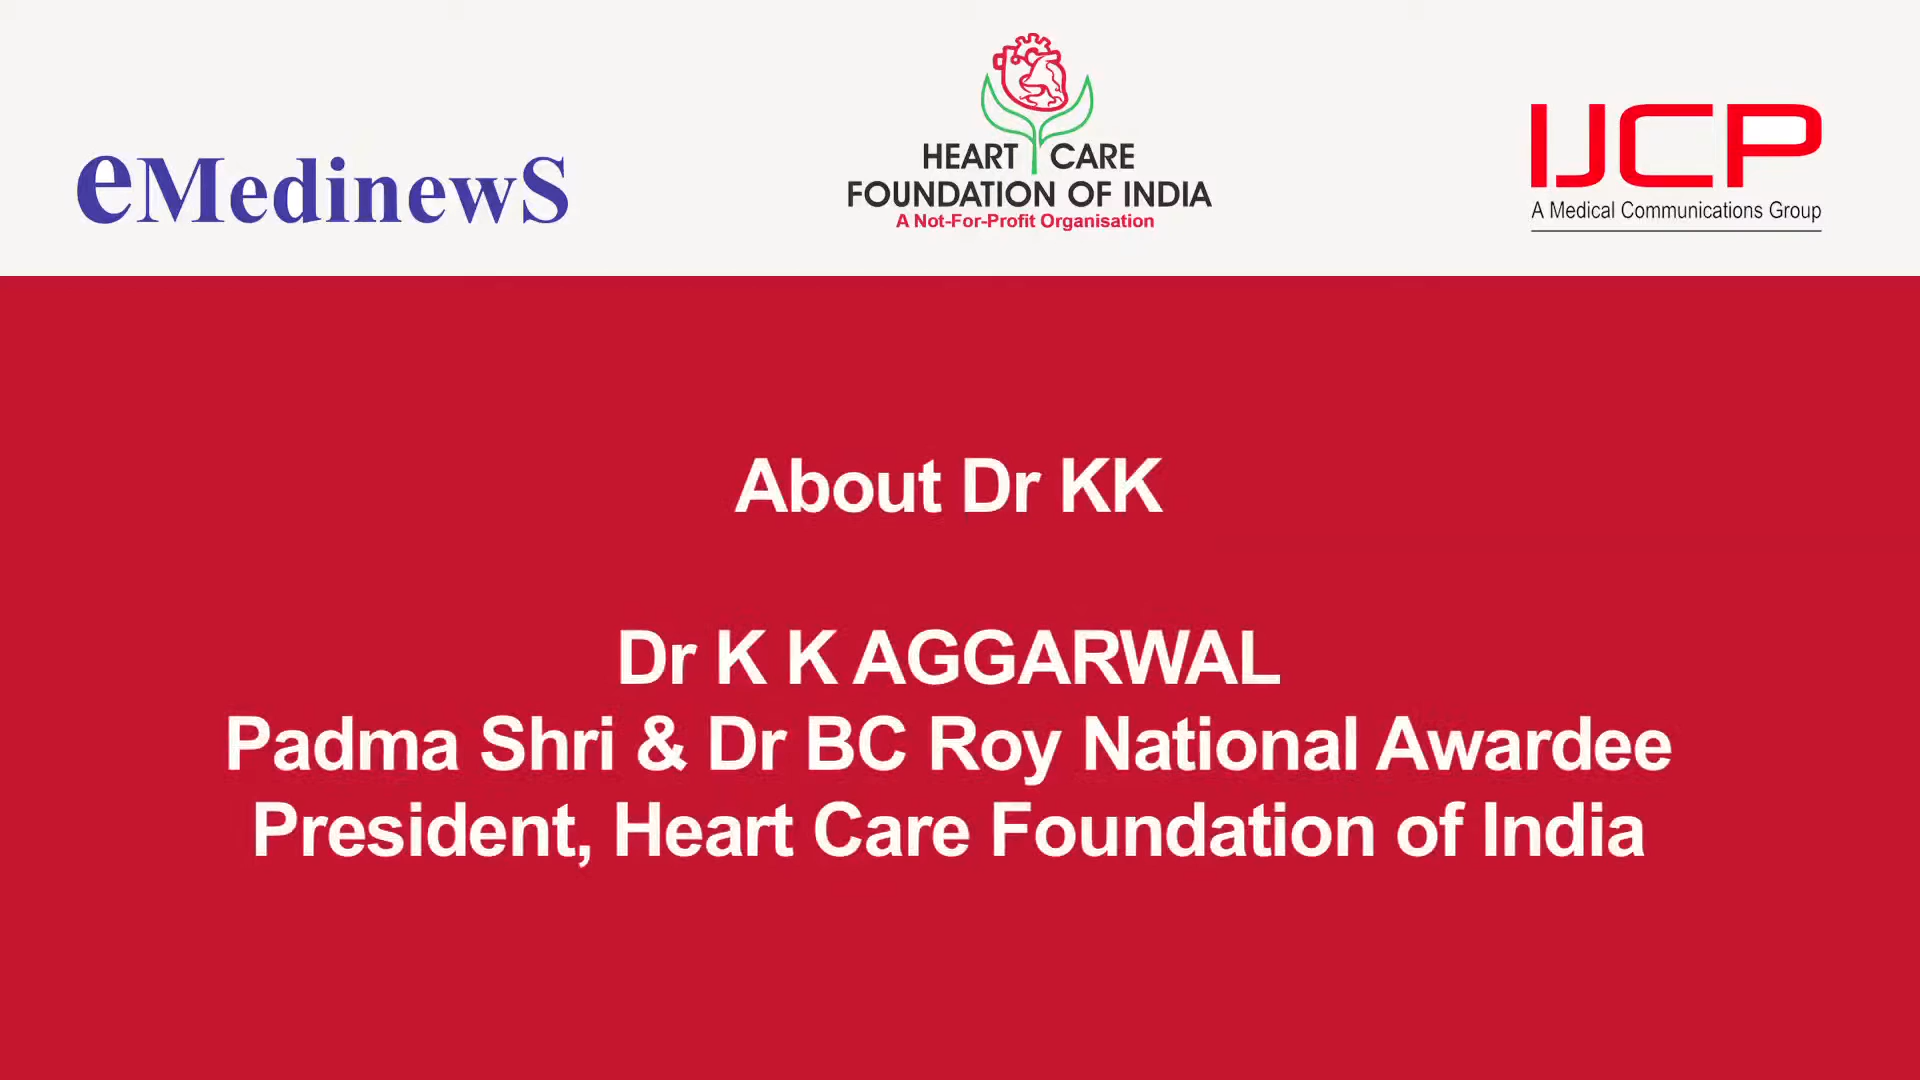 eMedinewS
HEART CARE
FOUNDATION OF INDIA
A Not-For-Profit Organisation
IJCP
A Medical Communications Group
About Dr KK
Dr K K AGGARWAL
Padma Shri & Dr BC Roy National Awardee
President, Heart Care Foundation of India